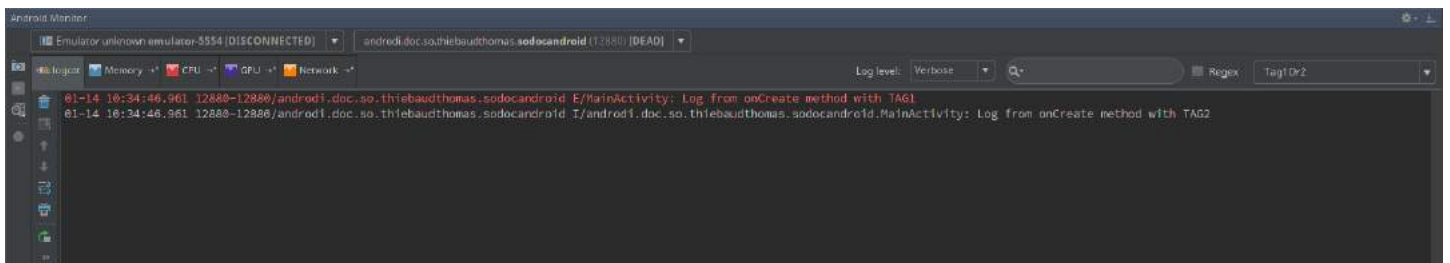 Android Monitor
Emulator unknown emulator-5554 [DISCONNECTED] androdi.doc.so.thiebaudthomas.sodocandroid (12880) [DEAD]
logcat Memory CPU GPU Network Log level: Verbose Regex Tag1Or2
01-14 10:34:46.961 12880-12880/androdi.doc.so.thiebaudthomas.sodocandroid E/MainActivity: Log from onCreate method with TAG1
01-14 10:34:46.961 12880-12880/androdi.doc.so.thiebaudthomas.sodocandroid I/androdi.doc.so.thiebaudthomas.sodocandroid.MainActivity: Log from onCreate method with TAG2